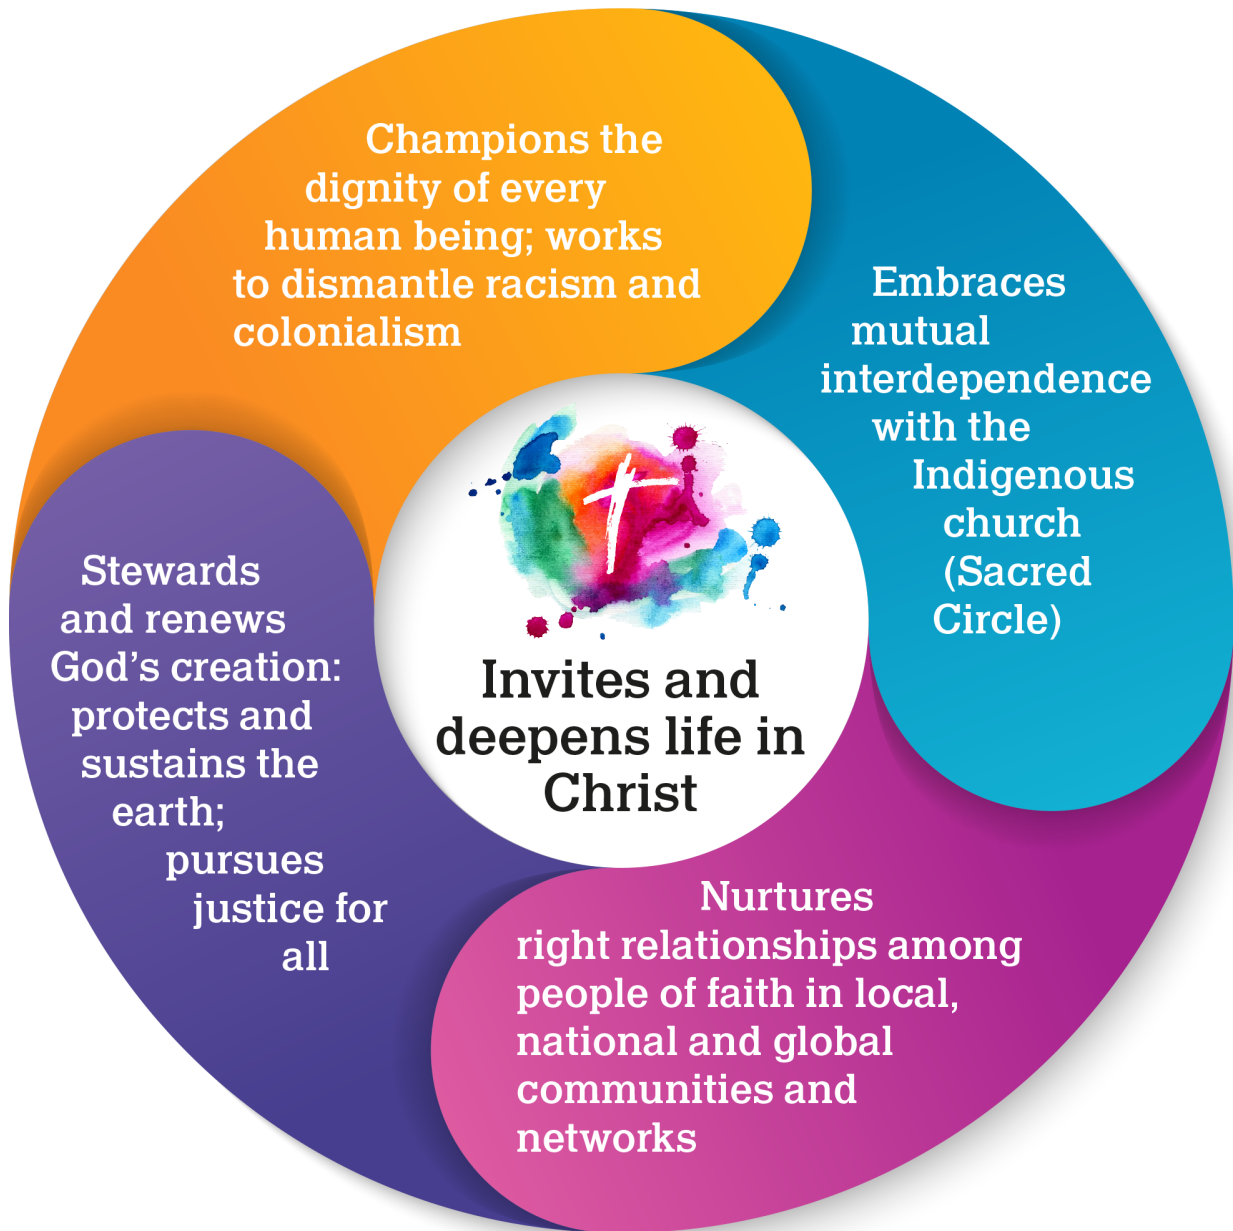 Champions the
dignity of every
human being; works
to dismantle racism and
colonialism
Embraces
mutual
interdependence
with the
Indigenous
church
(Sacred
Circle)
Nurtures
right relationships among
people of faith in local,
national and global
communities and
networks
Stewards
and renews
God’s creation:
protects and
sustains the
earth;
pursues
justice for
all
Invites and
deepens life in
Christ